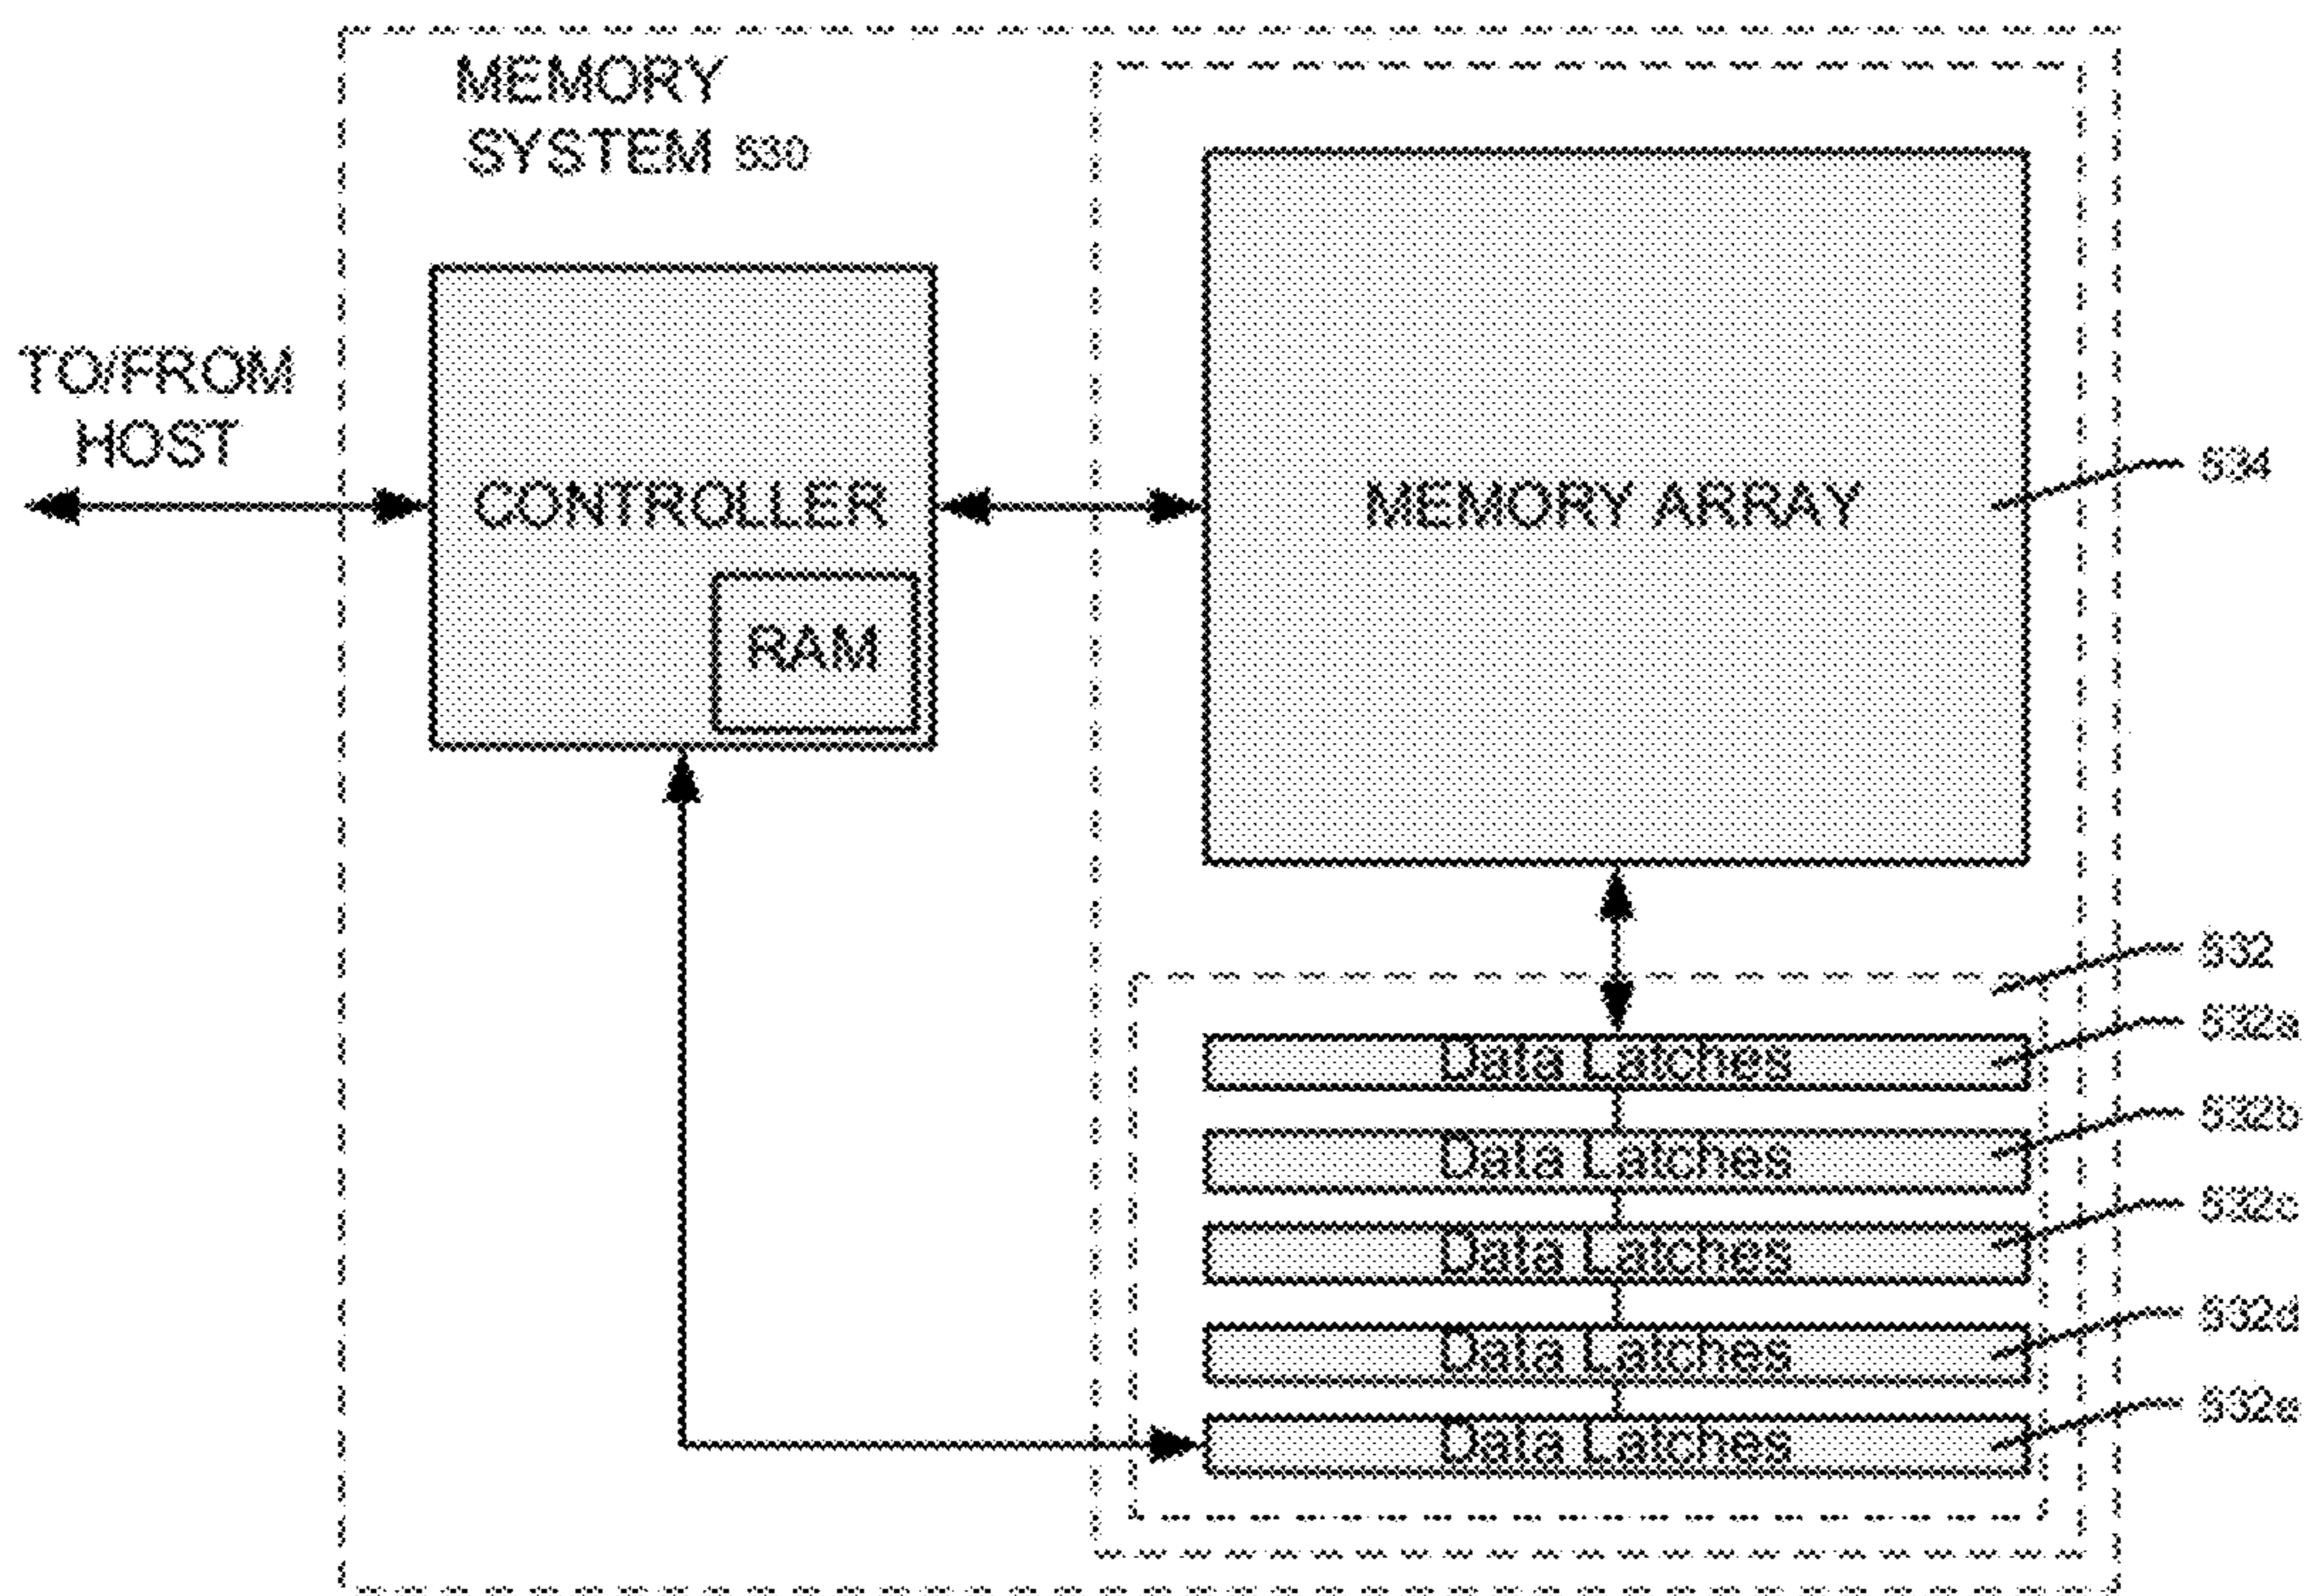 MEMORY
SYSTEM 530
TO/FROM
HOST
CONTROLLER
RAM
MEMORY ARRAY
534
532
Data Latches
532a
Data Latches
532b
Data Latches
532c
Data Latches
532d
Data Latches
532e